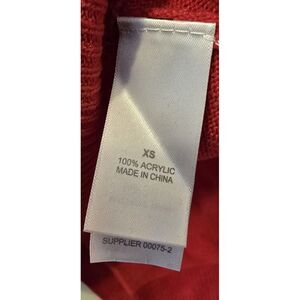 XS
100% ACRYLIC
MADE IN CHINA
SUPPLIER 00075-2